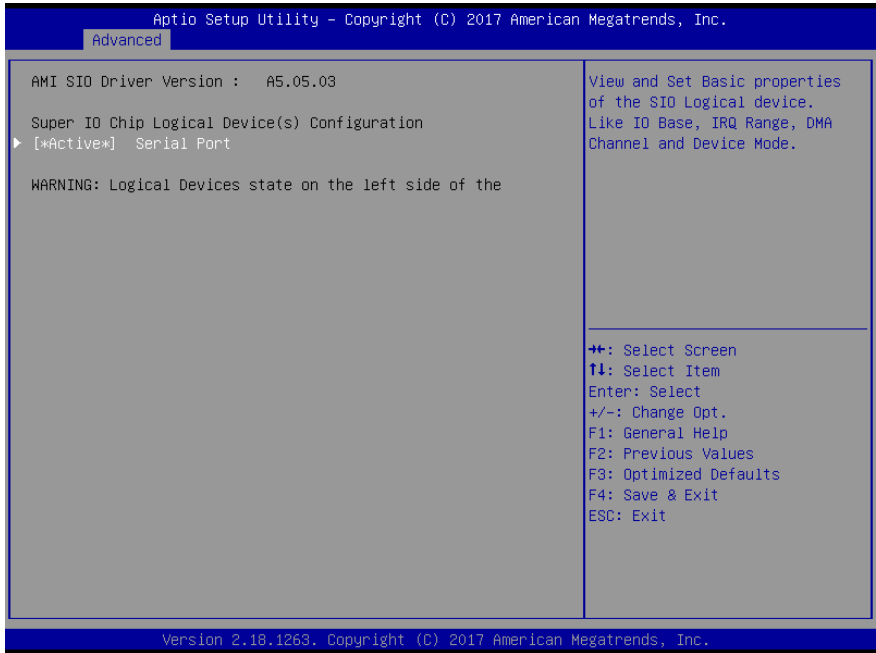 Aptio Setup Utility – Copyright (C) 2017 American Megatrends, Inc.
Advanced
AMI SIO Driver Version : A5.05.03
Super IO Chip Logical Device(s) Configuration
[*Active*] Serial Port
WARNING: Logical Devices state on the left side of the
View and Set Basic properties
of the SIO Logical device.
Like IO Base, IRQ Range, DMA
Channel and Device Mode.
→←: Select Screen
↑↓: Select Item
Enter: Select
+/-: Change Opt.
F1: General Help
F2: Previous Values
F3: Optimized Defaults
F4: Save & Exit
ESC: Exit
Version 2.18.1263. Copyright (C) 2017 American Megatrends, Inc.